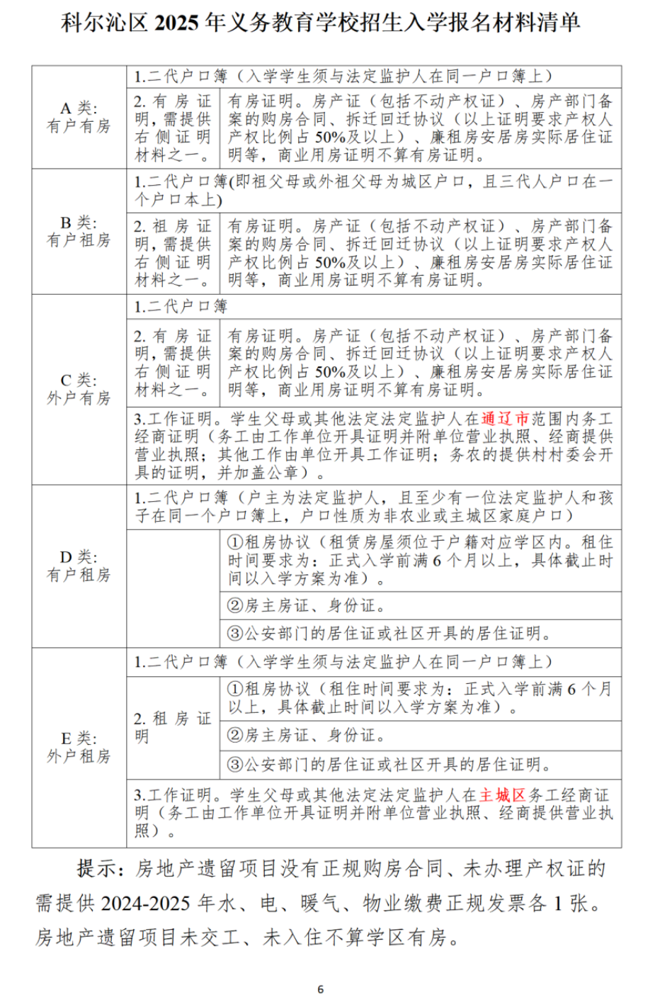 科尔沁区 2025 年义务教育学校招生入学报名材料清单
A 类:
有户有房
1.二代户口簿（入学学生须与法定监护人在同一户口簿上）
2. 有房证
明，需提供
右侧证明
材料之一。
有房证明。房产证（包括不动产权证）、房产部门备
案的购房合同、拆迁回迁协议（以上证明要求产权人
产权比例占 50%及以上）、廉租房安居房实际居住证
明等，商业用房证明不算有房证明。
B 类:
有户祖房
1.二代户口簿(即祖父母或外祖父母为城区户口，且三代人户口在一
个户口本上)
2. 祖房证
明，需提供
右侧证明
材料之一。
有房证明。房产证（包括不动产权证）、房产部门备
案的购房合同、拆迁回迁协议（以上证明要求产权人
产权比例占 50%及以上）、廉租房安居房实际居住证
明等，商业用房证明不算有房证明。
C 类:
外户有房
1.二代户口簿
2. 有房证
明，需提供
右侧证明
材料之一。
有房证明。房产证（包括不动产权证）、房产部门备
案的购房合同、拆迁回迁协议（以上证明要求产权人
产权比例占 50%及以上）、廉租房安居房实际居住证
明等，商业用房证明不算有房证明。
3.工作证明。学生父母或其他法定法定监护人在通辽市范围内务工
经商证明（务工由工作单位开具证明并附单位营业执照、经商提供
营业执照；其他工作由单位开具工作证明；务农的提供村村委会开
具的证明，并加盖公章）。
D 类:
有户租房
1.二代户口簿（户主为法定监护人，且至少有一位法定监护人和孩
子在同一个户口簿上，户口性质为非农业或主城区家庭户口）
①租房协议（租赁房屋须位于户籍对应学区内。租住
时间要求为：正式入学前满 6 个月以上，具体截止时
间以入学方案为准）。
②房主房证、身份证。
③公安部门的居住证或社区开具的居住证明。
E 类:
外户租房
1.二代户口簿（入学学生须与法定监护人在同一户口簿上）
2. 租房证
明
①租房协议（租住时间要求为：正式入学前满 6 个月
以上，具体截止时间以入学方案为准）。
②房主房证、身份证。
③公安部门的居住证或社区开具的居住证明。
3.工作证明。学生父母或其他法定法定监护人在主城区务工经商证
明（务工由工作单位开具证明并附单位营业执照、经商提供营业执
照）。
提示：房地产遗留项目没有正规购房合同、未办理产权证的
需提供 2024-2025 年水、电、暖气、物业缴费正规发票各 1 张。
房地产遗留项目未交工、未入住不算学区有房。
6